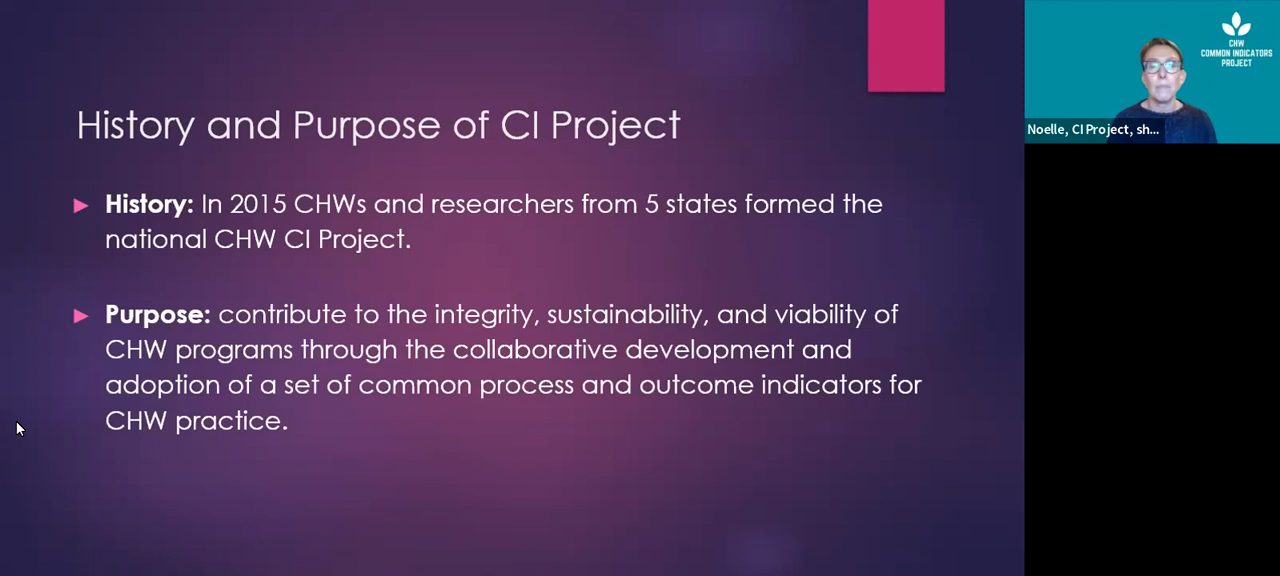 History and Purpose of CI Project
► History: In 2015 CHWs and researchers from 5 states formed the
national CHW CI Project.
► Purpose: contribute to the integrity, sustainability, and viability of
CHW programs through the collaborative development and
adoption of a set of common process and outcome indicators for
CHW practice.
CHW
COMMON INDICATORS
PROJECT
Noelle, CI Project, sh...